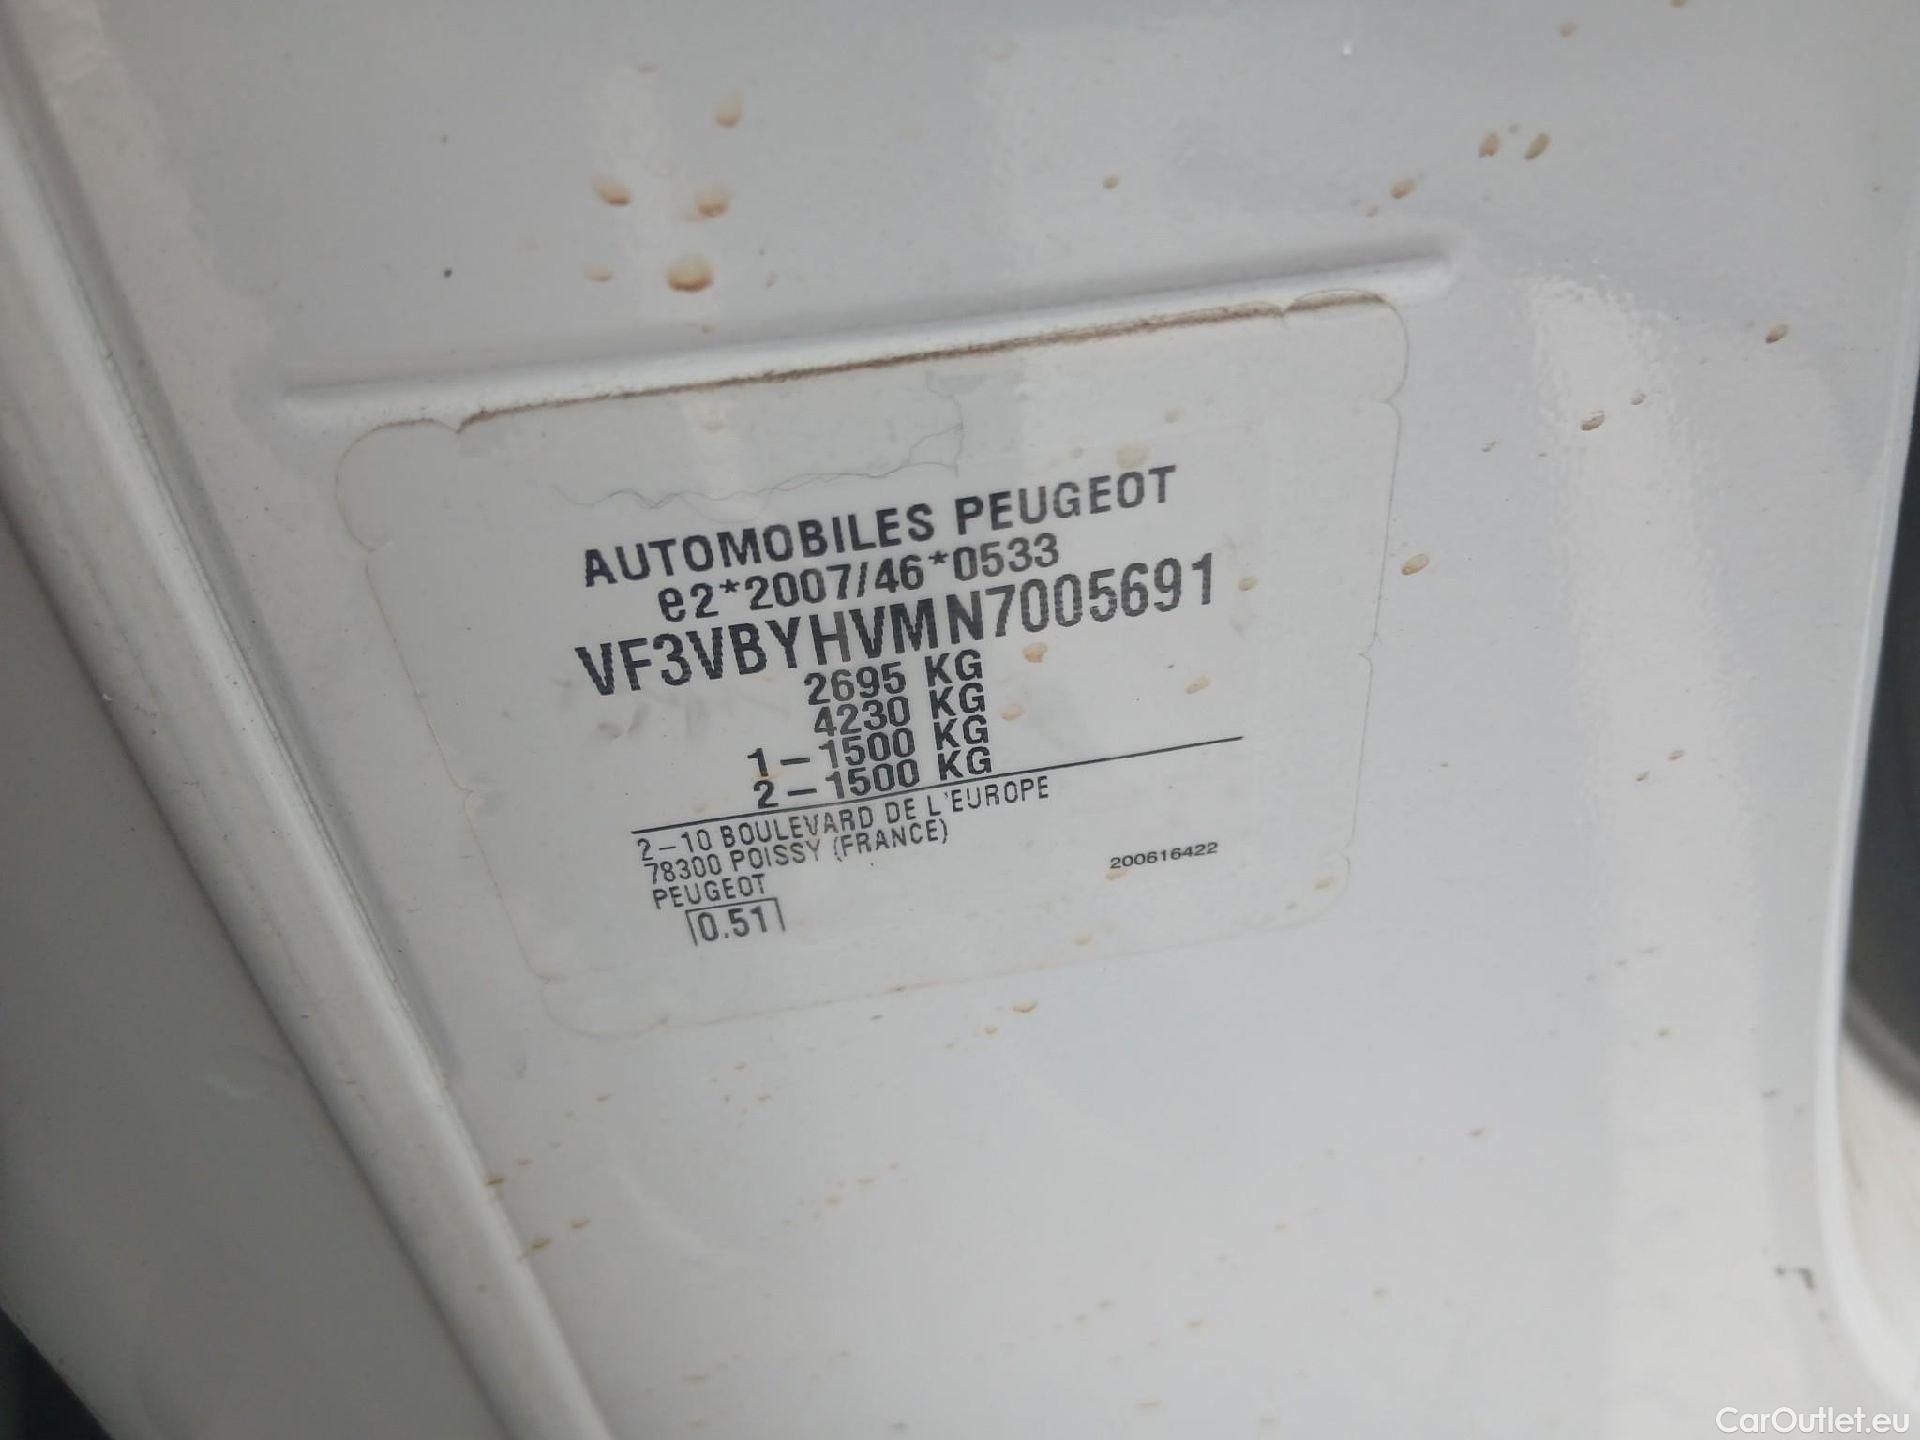 AUTOMOBILES PEUGEOT
e2*2007/46*0533
VF3VBYHVMN7005691
2695 KG
4230 KG
1-1500 KG
2-1500 KG
2-10 BOULEVARD DE L'EUROPE
78300 POISSY (FRANCE)
PEUGEOT
200616422
0.51
CarOutlet.eu